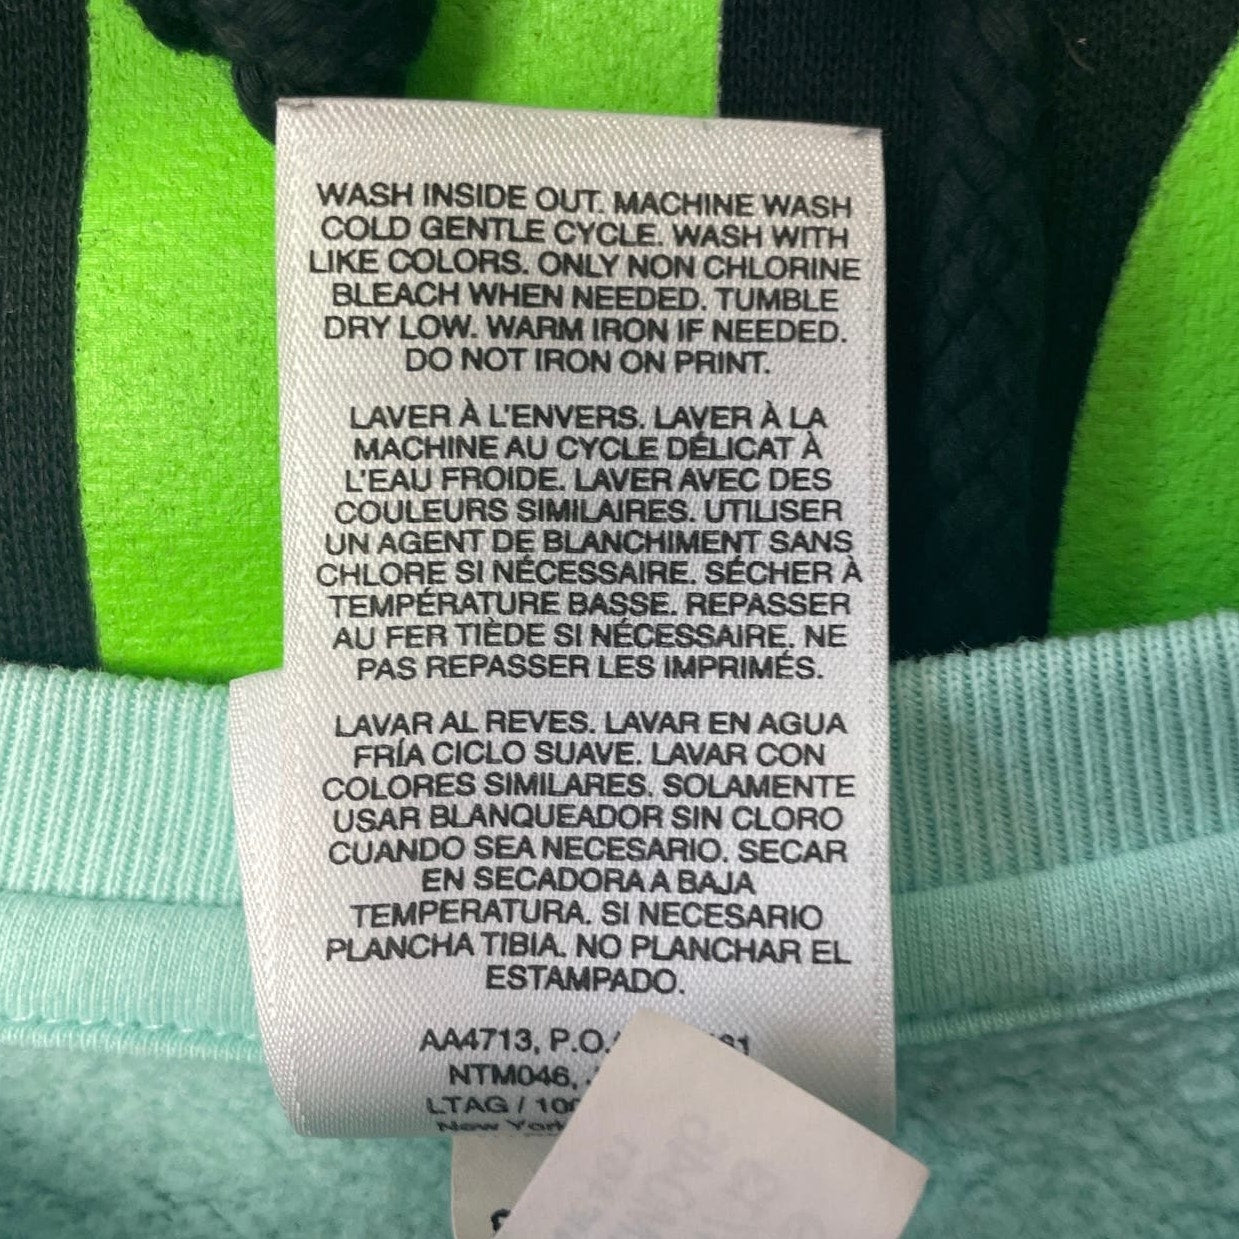 WASH INSIDE OUT. MACHINE WASH
COLD GENTLE CYCLE. WASH WITH
LIKE COLORS. ONLY NON CHLORINE
BLEACH WHEN NEEDED. TUMBLE
DRY LOW. WARM IRON IF NEEDED.
DO NOT IRON ON PRINT.
LAVER À L'ENVERS. LAVER À LA
MACHINE AU CYCLE DÉLICAT À
L'EAU FROIDE. LAVER AVEC DES
COULEURS SIMILAIRES. UTILISER
UN AGENT DE BLANCHIMENT SANS
CHLORE SI NÉCESSAIRE. SÉCHER À
TEMPÉRATURE BASSE. REPASSER
AU FER TIÈDE SI NÉCESSAIRE. NE
PAS REPASSER LES IMPRIMÉS.
LAVAR AL REVES. LAVAR EN AGUA
FRÍA CICLO SUAVE. LAVAR CON
COLORES SIMILARES. SOLAMENTE
USAR BLANQUEADOR SIN CLORO
CUANDO SEA NECESARIO. SECAR
EN SECADORA A BAJA
TEMPERATURA. SI NECESARIO
PLANCHA TIBIA. NO PLANCHAR EL
ESTAMPADO.
AA4713, P.O.
NTM046,
LTAG /
New